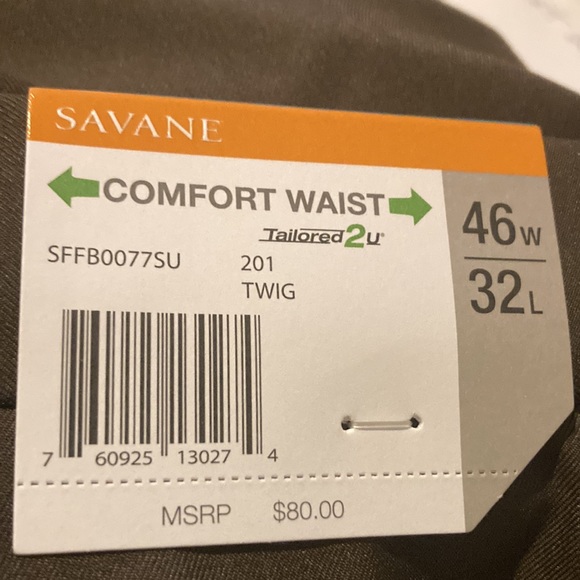 SAVANE
COMFORT WAIST
Tailored2U®
SFFB0077SU 201
TWIG
46W
32L
7 60925 13027 4
MSRP $80.00